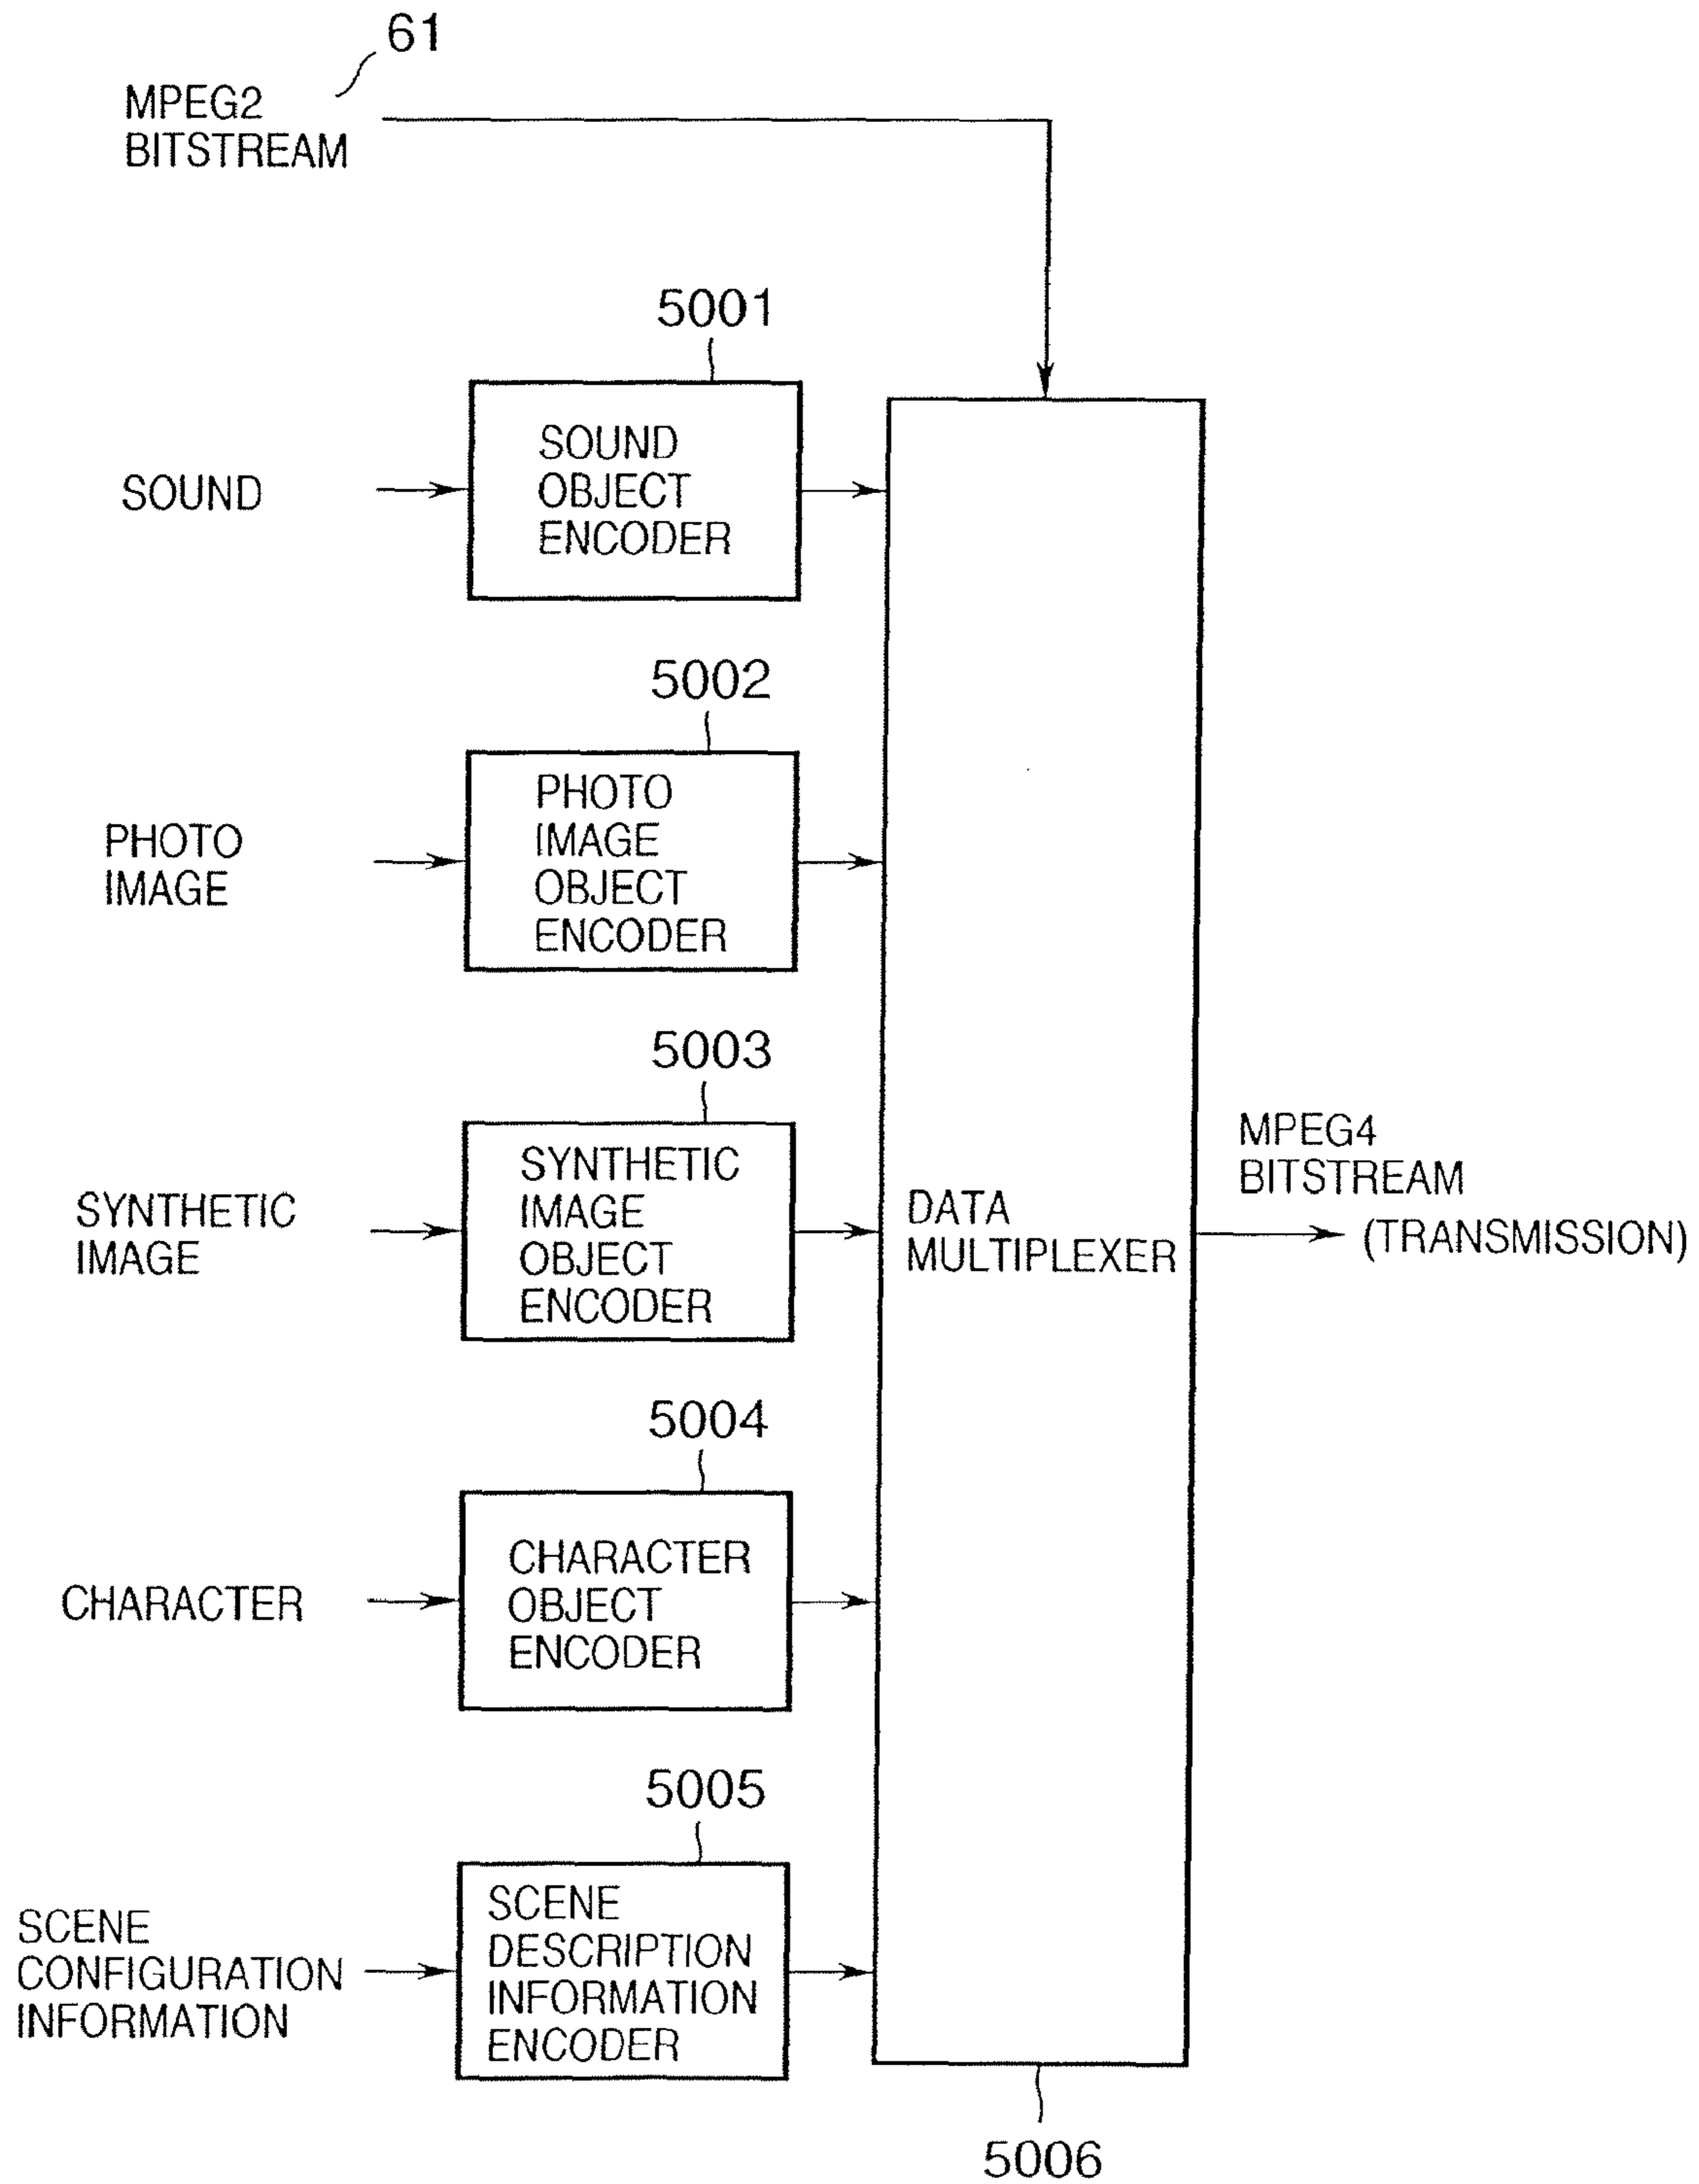 61
MPEG2
BITSTREAM
5001
SOUND
SOUND
OBJECT
ENCODER
5002
PHOTO
IMAGE
PHOTO
IMAGE
OBJECT
ENCODER
5003
SYNTHETIC
IMAGE
SYNTHETIC
IMAGE
OBJECT
ENCODER
DATA
MULTIPLEXER
MPEG4
BITSTREAM
(TRANSMISSION)
5004
CHARACTER
CHARACTER
OBJECT
ENCODER
5005
SCENE
CONFIGURATION
INFORMATION
SCENE
DESCRIPTION
INFORMATION
ENCODER
5006